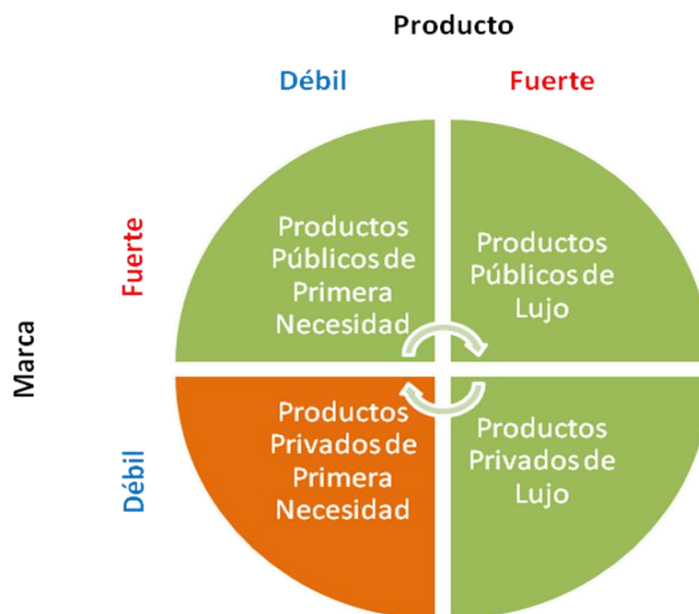 Producto
Débil
Fuerte
Marca
Fuerte
Débil
Productos
Públicos de
Primera
Necesidad
Productos
Públicos de
Lujo
Productos
Privados de
Primera
Necesidad
Productos
Privados de
Lujo